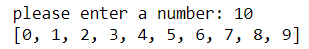 please enter a number: 10
[0, 1, 2, 3, 4, 5, 6, 7, 8, 9]